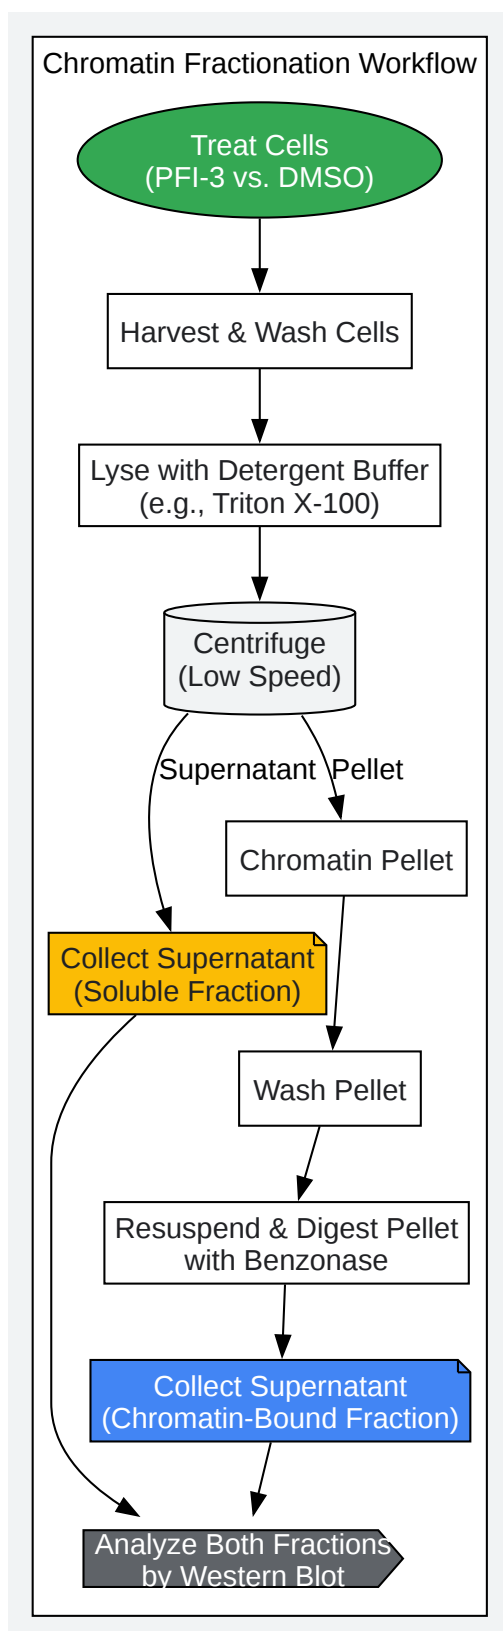 Chromatin Fractionation Workflow
Treat Cells
(PFI-3 vs. DMSO)
Harvest & Wash Cells
Lyse with Detergent Buffer
(e.g., Triton X-100)
Centrifuge
(Low Speed)
Supernatant
Pellet
Chromatin Pellet
Collect Supernatant
(Soluble Fraction)
Wash Pellet
Resuspend & Digest Pellet
with Benzonase
Collect Supernatant
(Chromatin-Bound Fraction)
Analyze Both Fractions
by Western Blot